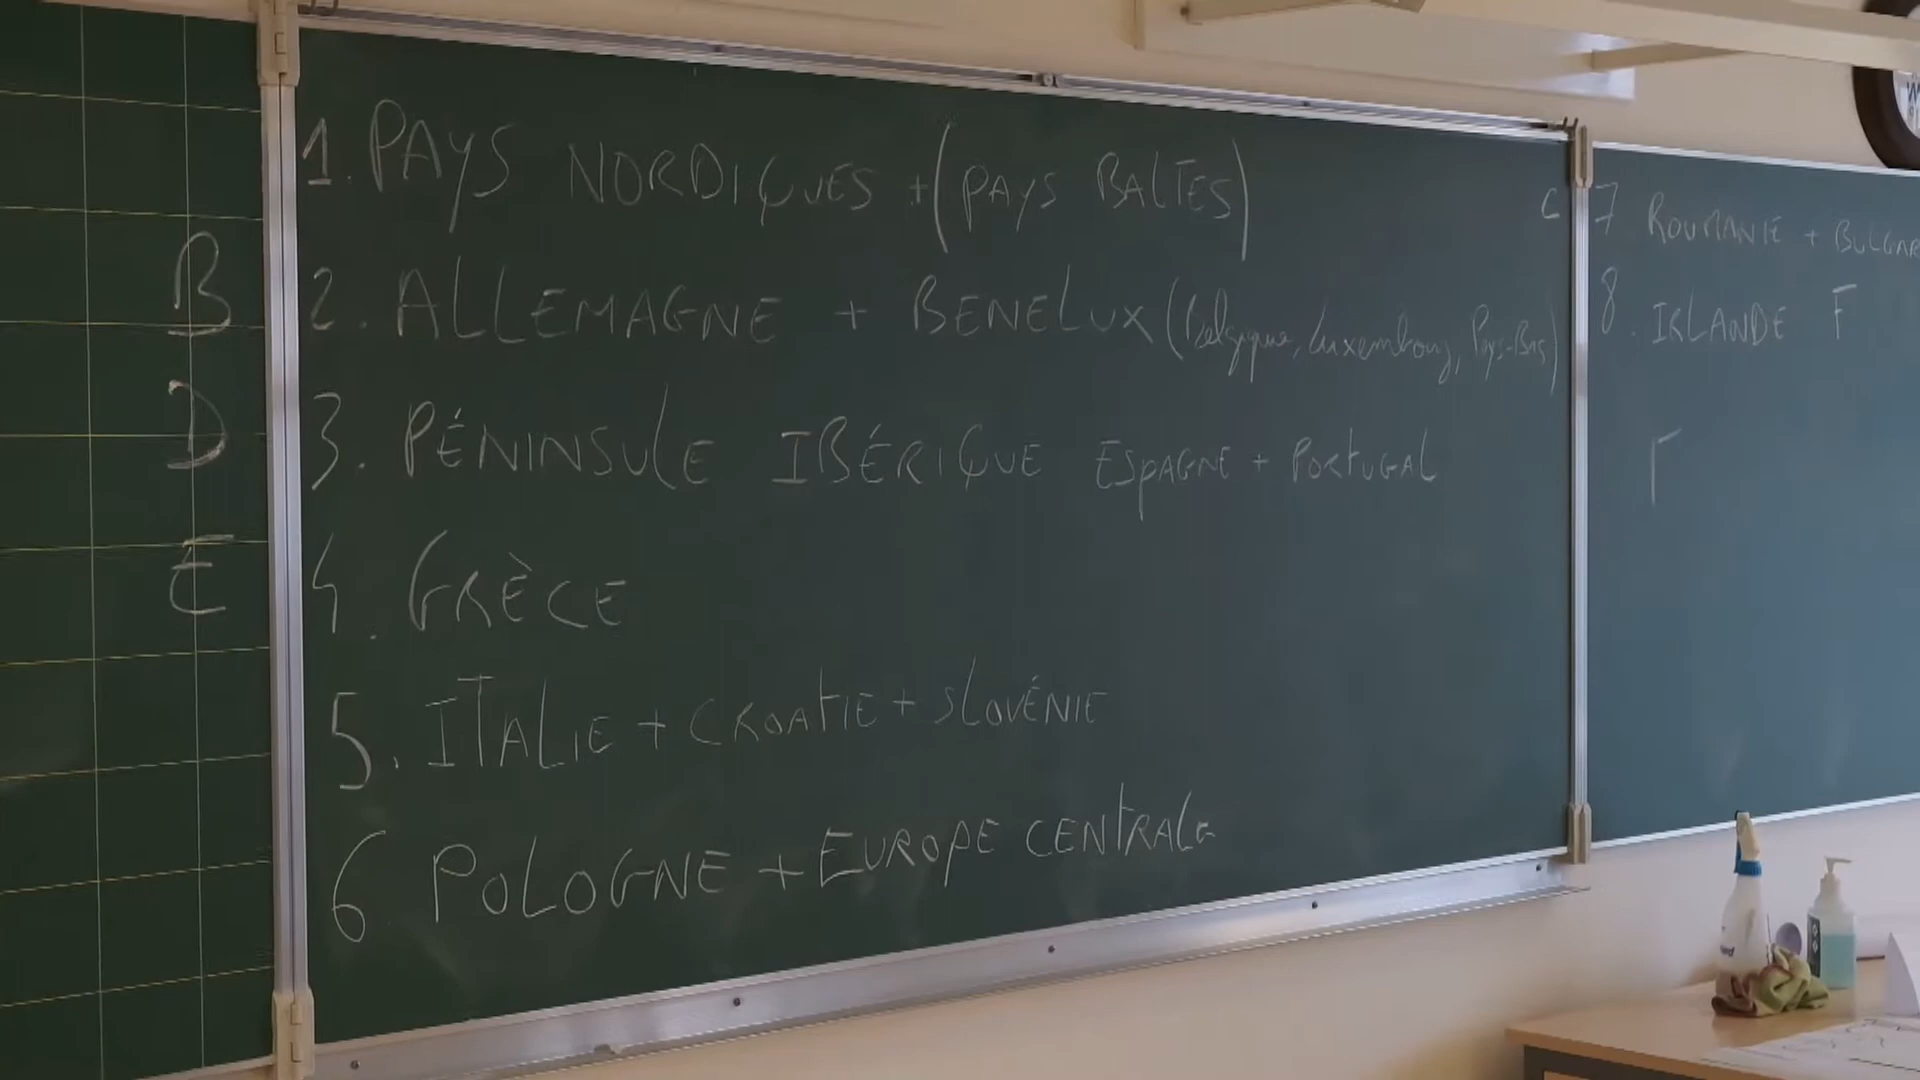 1. PAYS NORDIQUES + (PAYS BALTES)
B 2. ALLEMAGNE + BENELUX (Belgique, Luxembourg, Pays-Bas)
D 3. PÉNINSULE IBÉRIQUE ESPAGNE + PORTUGAL
E 4. GRÈCE
5. ITALIE + CROATIE + SLOVÉNIE
6 POLOGNE + EUROPE CENTRALE
C 7 ROUMANIE + BULGAR
8. IRLANDE F